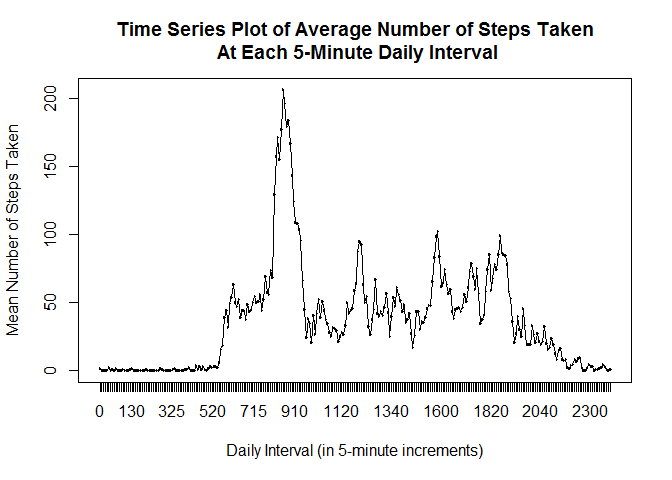 Time Series Plot of Average Number of Steps Taken
At Each 5-Minute Daily Interval
Mean Number of Steps Taken
200
150
100
50
0
0 130 325 520 715 910 1120 1340 1600 1820 2040 2300
Daily Interval (in 5-minute increments)